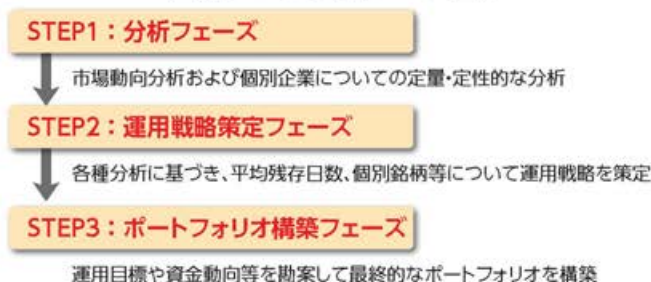 STEP1：分析フェーズ
市場動向分析および個別企業についての定量・定性的な分析
STEP2：運用戦略策定フェーズ
各種分析に基づき、平均残存日数、個別銘柄等について運用戦略を策定
STEP3：ポートフォリオ構築フェーズ
運用目標や資金動向等を勘案して最終的なポートフォリオを構築